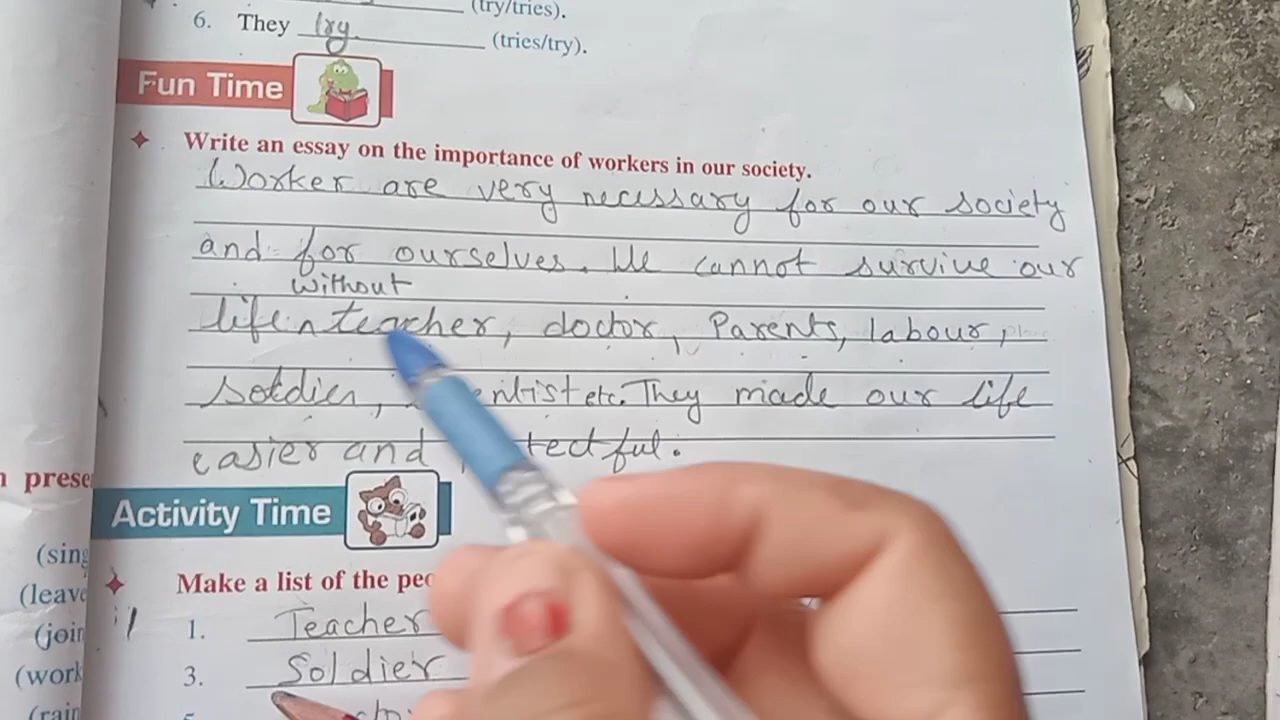 (try/tries).
6. They try. (tries/try).
Fun Time
Write an essay on the importance of workers in our society.
Worker are very necessary for our society
and for ourselves. We cannot survive our
without
life teacher, doctor, Parents, labour,
soldier, etc. They made our life
easier and
Activity Time
Make a list of the
1. Teacher
3. Soldier